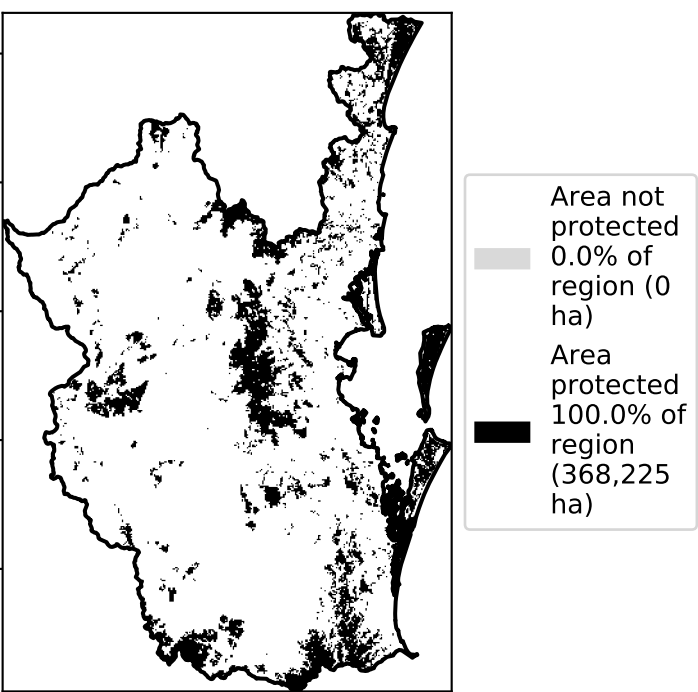 Area not
protected
0.0% of
region (0
ha)
Area
protected
100.0% of
region
(368,225
ha)